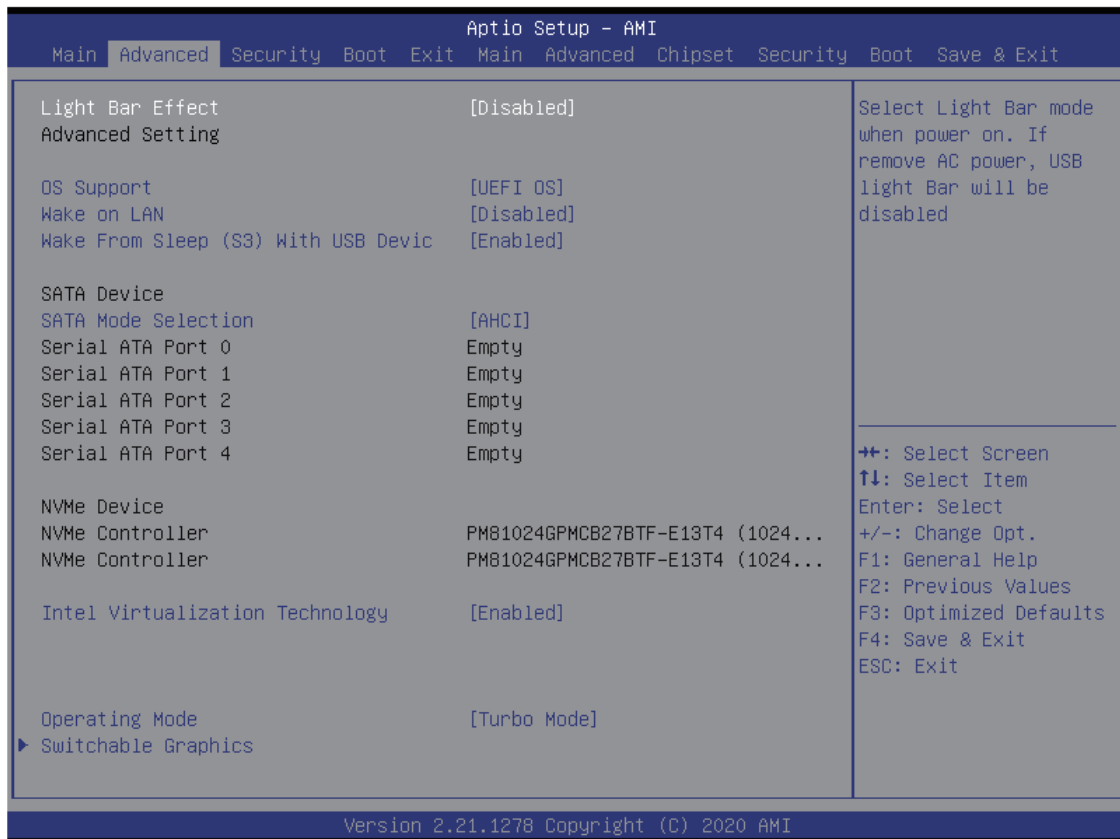 Aptio Setup - AMI
Main Advanced Security Boot Exit Main Advanced Chipset Security Boot Save & Exit
Light Bar Effect [Disabled]
Advanced Setting
OS Support [UEFI OS]
Wake on LAN [Disabled]
Wake From Sleep (S3) With USB Devic [Enabled]
SATA Device
SATA Mode Selection [AHCI]
Serial ATA Port 0 Empty
Serial ATA Port 1 Empty
Serial ATA Port 2 Empty
Serial ATA Port 3 Empty
Serial ATA Port 4 Empty
NVMe Device
NVMe Controller PM81024GPMCB27BTF-E13T4 (1024...
NVMe Controller PM81024GPMCB27BTF-E13T4 (1024...
Intel Virtualization Technology [Enabled]
Operating Mode [Turbo Mode]
Switchable Graphics
Select Light Bar mode
when power on. If
remove AC power, USB
light Bar will be
disabled
→←: Select Screen
↑↓: Select Item
Enter: Select
+/-: Change Opt.
F1: General Help
F2: Previous Values
F3: Optimized Defaults
F4: Save & Exit
ESC: Exit
Version 2.21.1278 Copyright (C) 2020 AMI